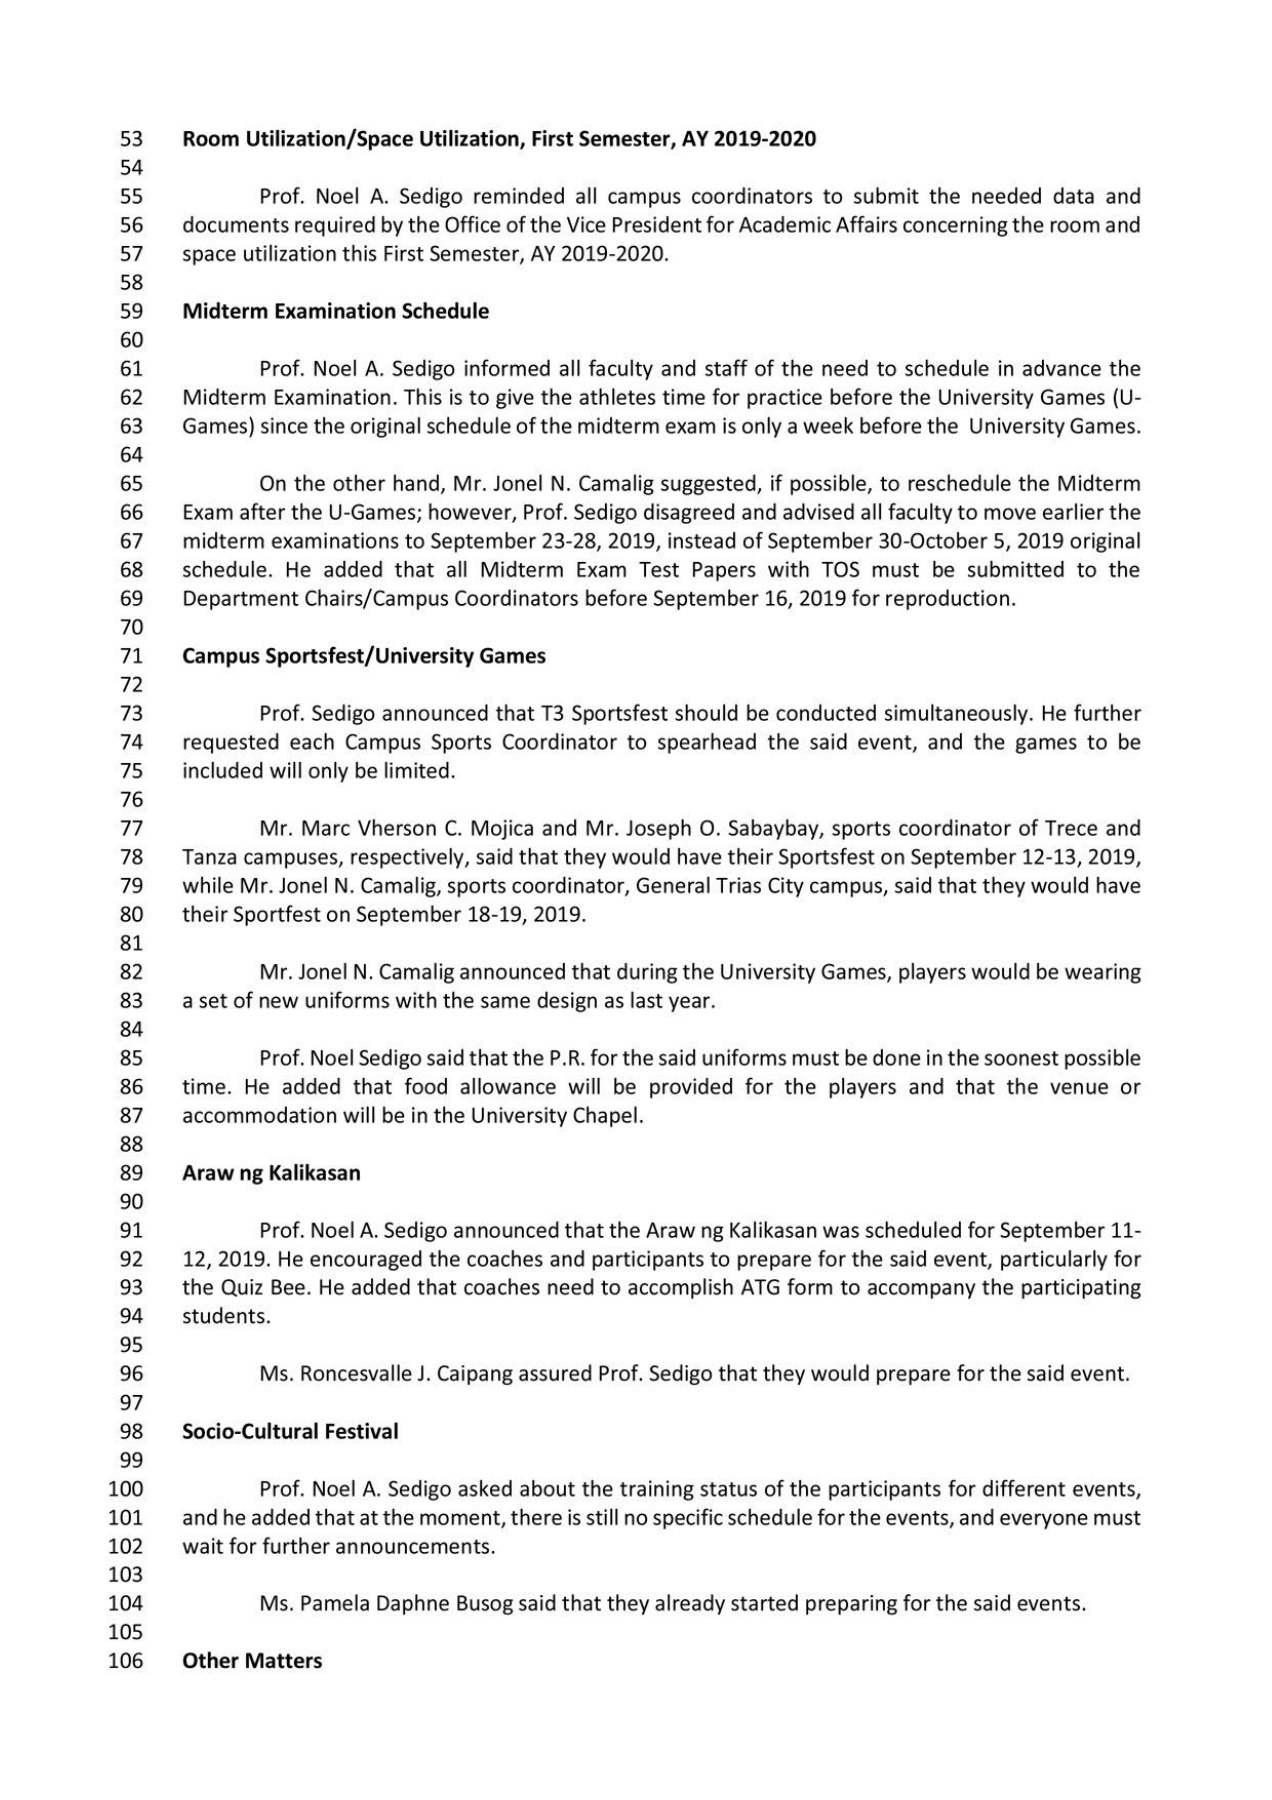 53 Room Utilization/Space Utilization, First Semester, AY 2019-2020
54
55 Prof. Noel A. Sedigo reminded all campus coordinators to submit the needed data and
56 documents required by the Office of the Vice President for Academic Affairs concerning the room and
57 space utilization this First Semester, AY 2019-2020.
58
59 Midterm Examination Schedule
60
61 Prof. Noel A. Sedigo informed all faculty and staff of the need to schedule in advance the
62 Midterm Examination. This is to give the athletes time for practice before the University Games (U-
63 Games) since the original schedule of the midterm exam is only a week before the University Games.
64
65 On the other hand, Mr. Jonel N. Camalig suggested, if possible, to reschedule the Midterm
66 Exam after the U-Games; however, Prof. Sedigo disagreed and advised all faculty to move earlier the
67 midterm examinations to September 23-28, 2019, instead of September 30-October 5, 2019 original
68 schedule. He added that all Midterm Exam Test Papers with TOS must be submitted to the
69 Department Chairs/Campus Coordinators before September 16, 2019 for reproduction.
70
71 Campus Sportsfest/University Games
72
73 Prof. Sedigo announced that T3 Sportsfest should be conducted simultaneously. He further
74 requested each Campus Sports Coordinator to spearhead the said event, and the games to be
75 included will only be limited.
76
77 Mr. Marc Vherson C. Mojica and Mr. Joseph O. Sabaybay, sports coordinator of Trece and
78 Tanza campuses, respectively, said that they would have their Sportsfest on September 12-13, 2019,
79 while Mr. Jonel N. Camalig, sports coordinator, General Trias City campus, said that they would have
80 their Sportfest on September 18-19, 2019.
81
82 Mr. Jonel N. Camalig announced that during the University Games, players would be wearing
83 a set of new uniforms with the same design as last year.
84
85 Prof. Noel Sedigo said that the P.R. for the said uniforms must be done in the soonest possible
86 time. He added that food allowance will be provided for the players and that the venue or
87 accommodation will be in the University Chapel.
88
89 Araw ng Kalikasan
90
91 Prof. Noel A. Sedigo announced that the Araw ng Kalikasan was scheduled for September 11-
92 12, 2019. He encouraged the coaches and participants to prepare for the said event, particularly for
93 the Quiz Bee. He added that coaches need to accomplish ATG form to accompany the participating
94 students.
95
96 Ms. Roncesvalle J. Caipang assured Prof. Sedigo that they would prepare for the said event.
97
98 Socio-Cultural Festival
99
100 Prof. Noel A. Sedigo asked about the training status of the participants for different events,
101 and he added that at the moment, there is still no specific schedule for the events, and everyone must
102 wait for further announcements.
103
104 Ms. Pamela Daphne Busog said that they already started preparing for the said events.
105
106 Other Matters